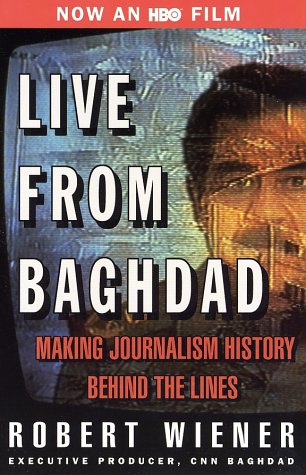 NOW AN HBO® FILM
LIVE
FROM
BAGHDAD
MAKING JOURNALISM HISTORY
BEHIND THE LINES
ROBERT WIENER
EXECUTIVE PRODUCER, CNN BAGHDAD